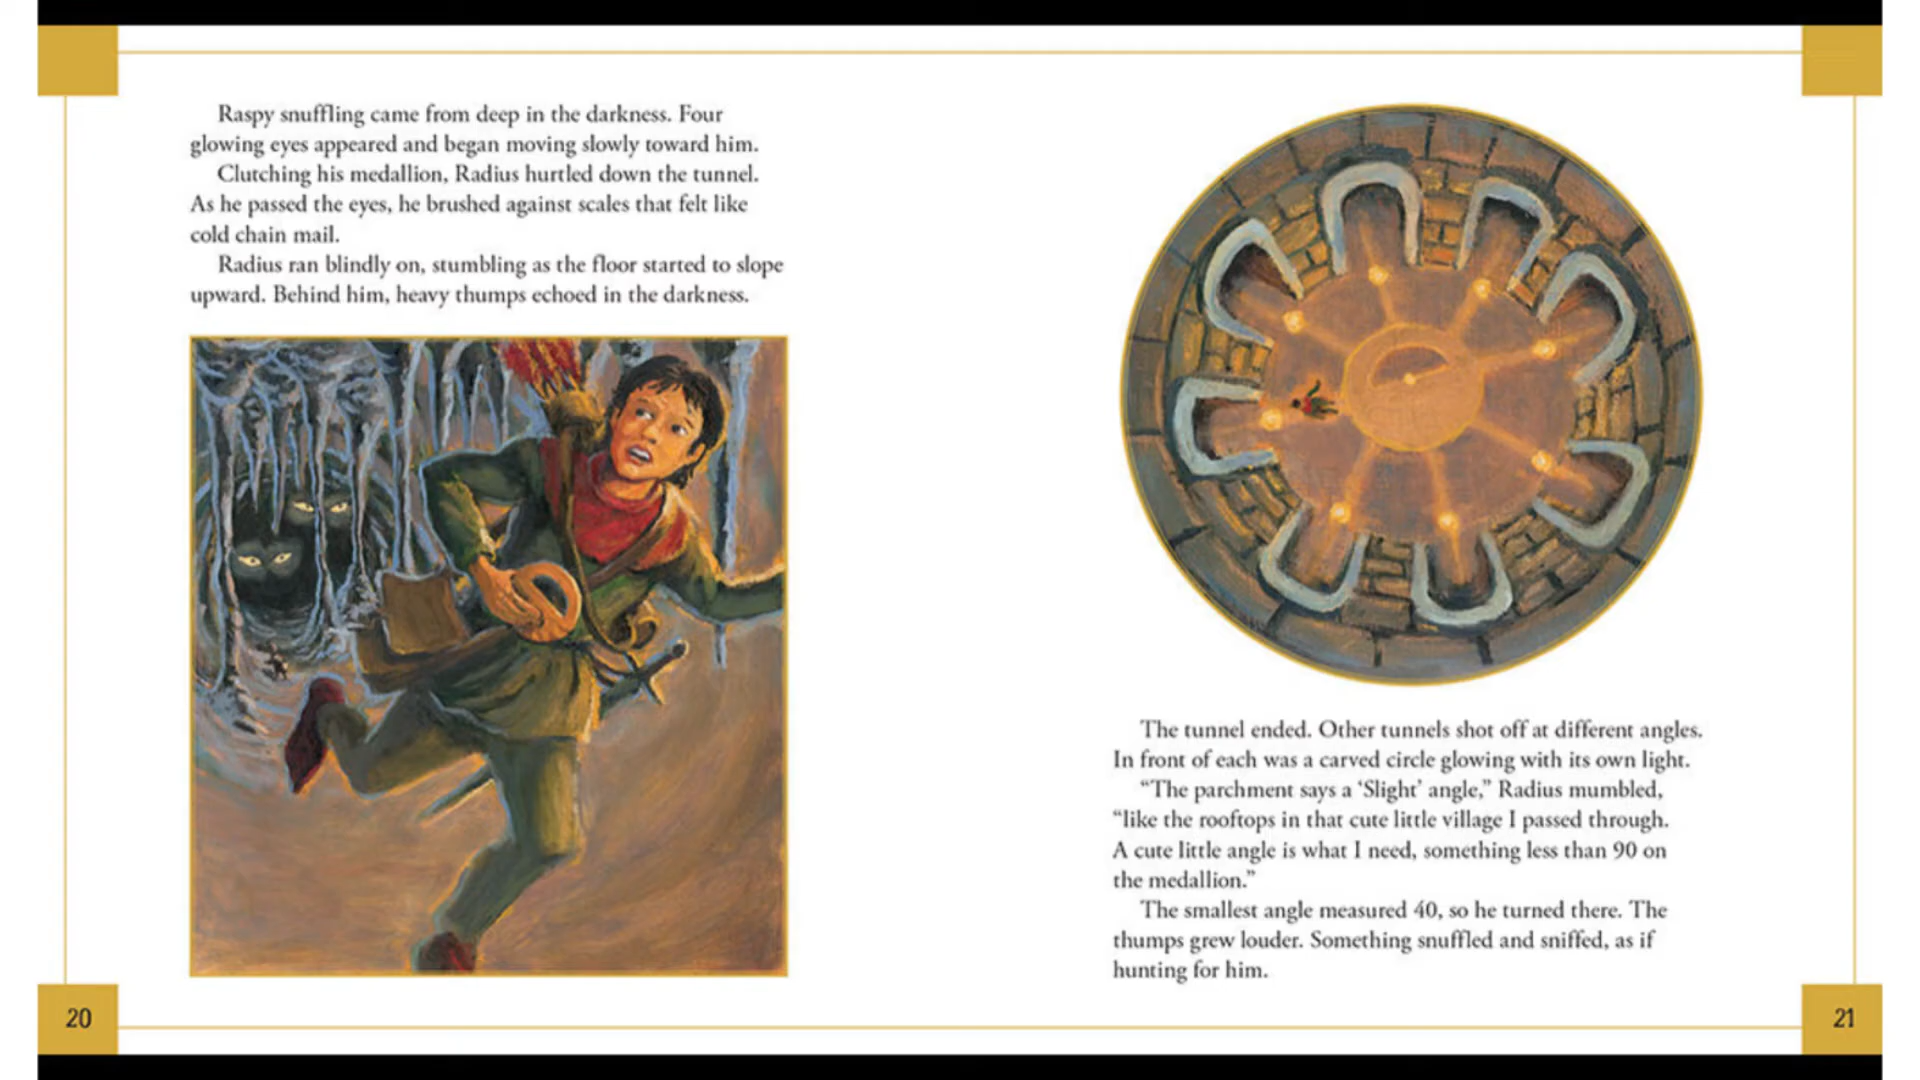 Raspy snuffling came from deep in the darkness. Four
glowing eyes appeared and began moving slowly toward him.
Clutching his medallion, Radius hurtled down the tunnel.
As he passed the eyes, he brushed against scales that felt like
cold chain mail.
Radius ran blindly on, stumbling as the floor started to slope
upward. Behind him, heavy thumps echoed in the darkness.
20
The tunnel ended. Other tunnels shot off at different angles.
In front of each was a carved circle glowing with its own light.
“The parchment says a ‘Slight’ angle,” Radius mumbled,
“like the rooftops in that cute little village I passed through.
A cute little angle is what I need, something less than 90 on
the medallion.”
The smallest angle measured 40, so he turned there. The
thumps grew louder. Something snuffled and sniffed, as if
hunting for him.
21